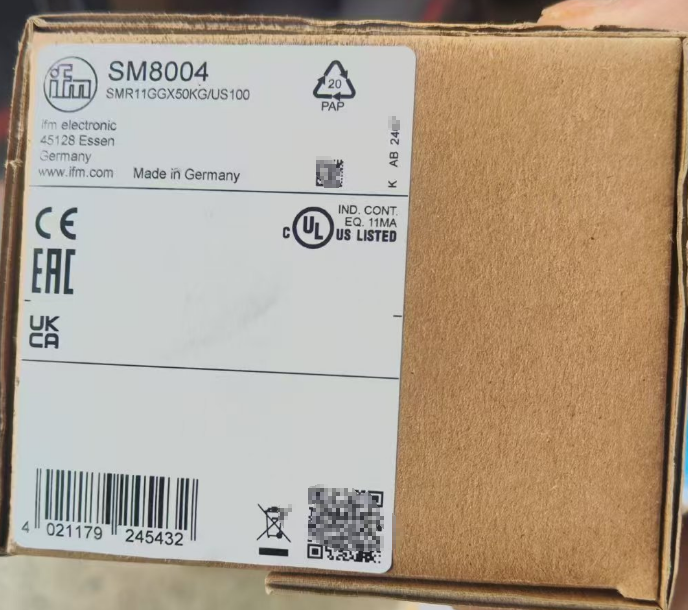 ifm
SM8004
SMR11GGX50KG/US100
20
PAP
ifm electronic
45128 Essen
Germany
www.ifm.com
Made in Germany
K AB
CE
EAC
UK
CA
c UL US LISTED
IND. CONT.
EQ. 11MA
4 021179 245432